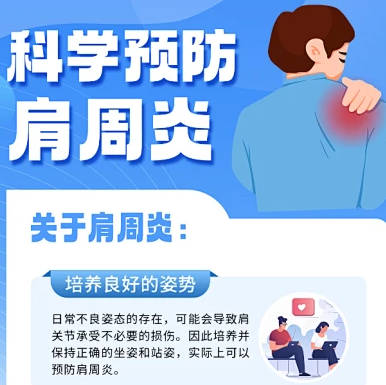 科学预防
肩周炎
关于肩周炎：
培养良好的姿势
日常不良姿态的存在，可能会导致肩
关节承受不必要的损伤。因此培养并
保持正确的坐姿和站姿，实际上可以
预防肩周炎。